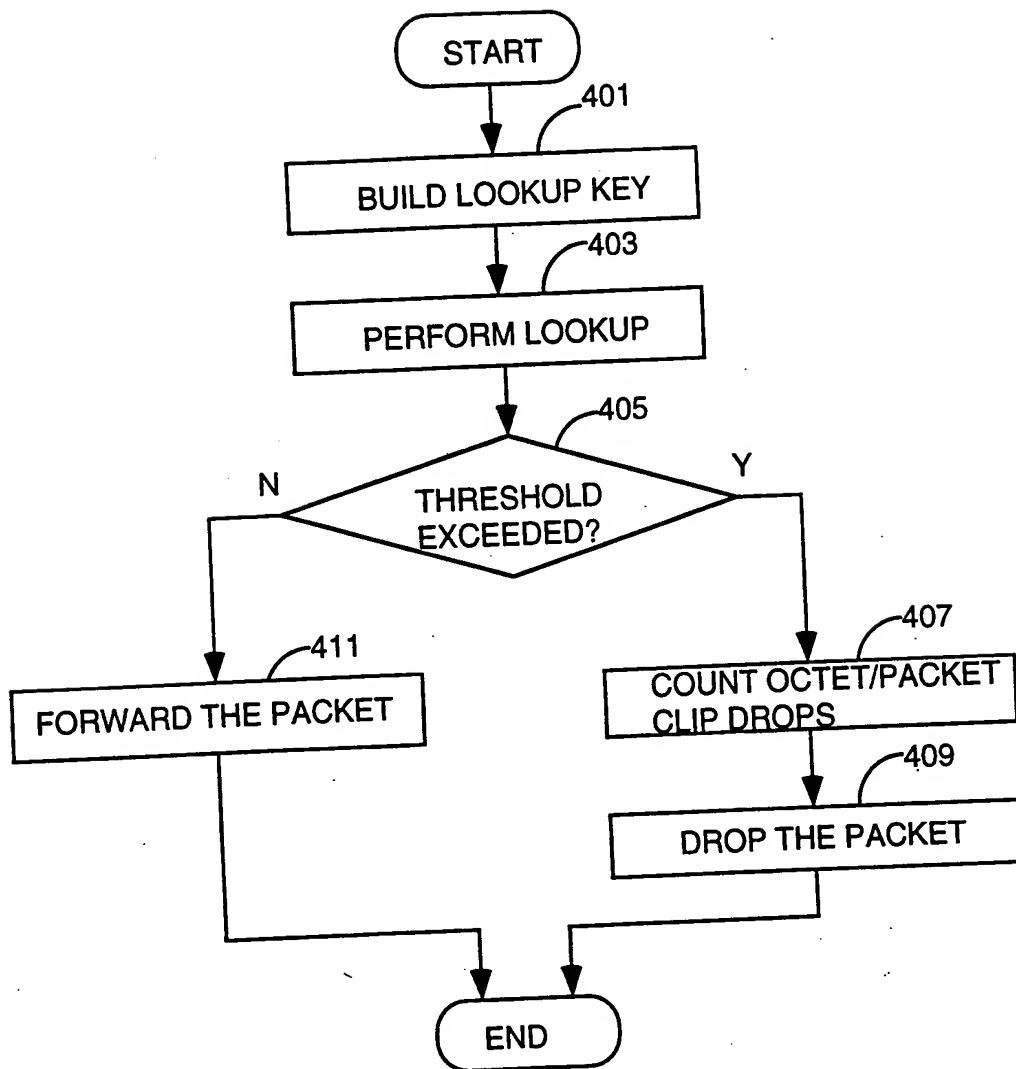 START
401
BUILD LOOKUP KEY
403
PERFORM LOOKUP
405
N
Y
THRESHOLD
EXCEEDED?
411
FORWARD THE PACKET
407
COUNT OCTET/PACKET
CLIP DROPS
409
DROP THE PACKET
END